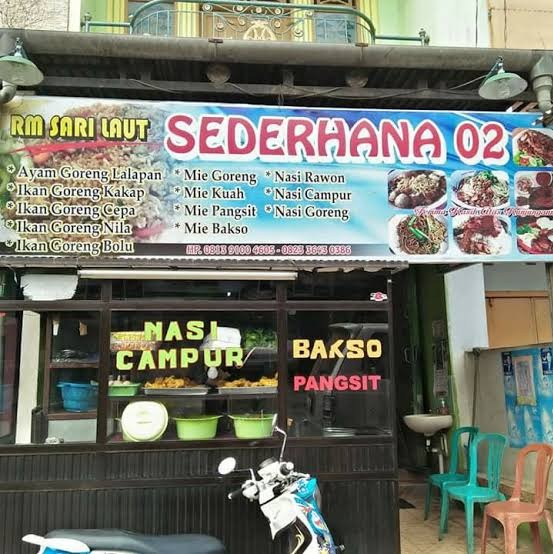 RM SARI LAUT
SEDERHANA 02
* Ayam Goreng Lalapan
* Ikan Goreng Kakap
* Ikan Goreng Cepa
* Ikan Goreng Nila
* Ikan Goreng Bolu
* Mie Goreng
* Mie Kuah
* Mie Pangsit
* Mie Bakso
* Nasi Rawon
* Nasi Campur
* Nasi Goreng
HP. 0813 9100 4605 - 0823 3643 0386
NASI
CAMPUR
BAKSO
PANGSIT